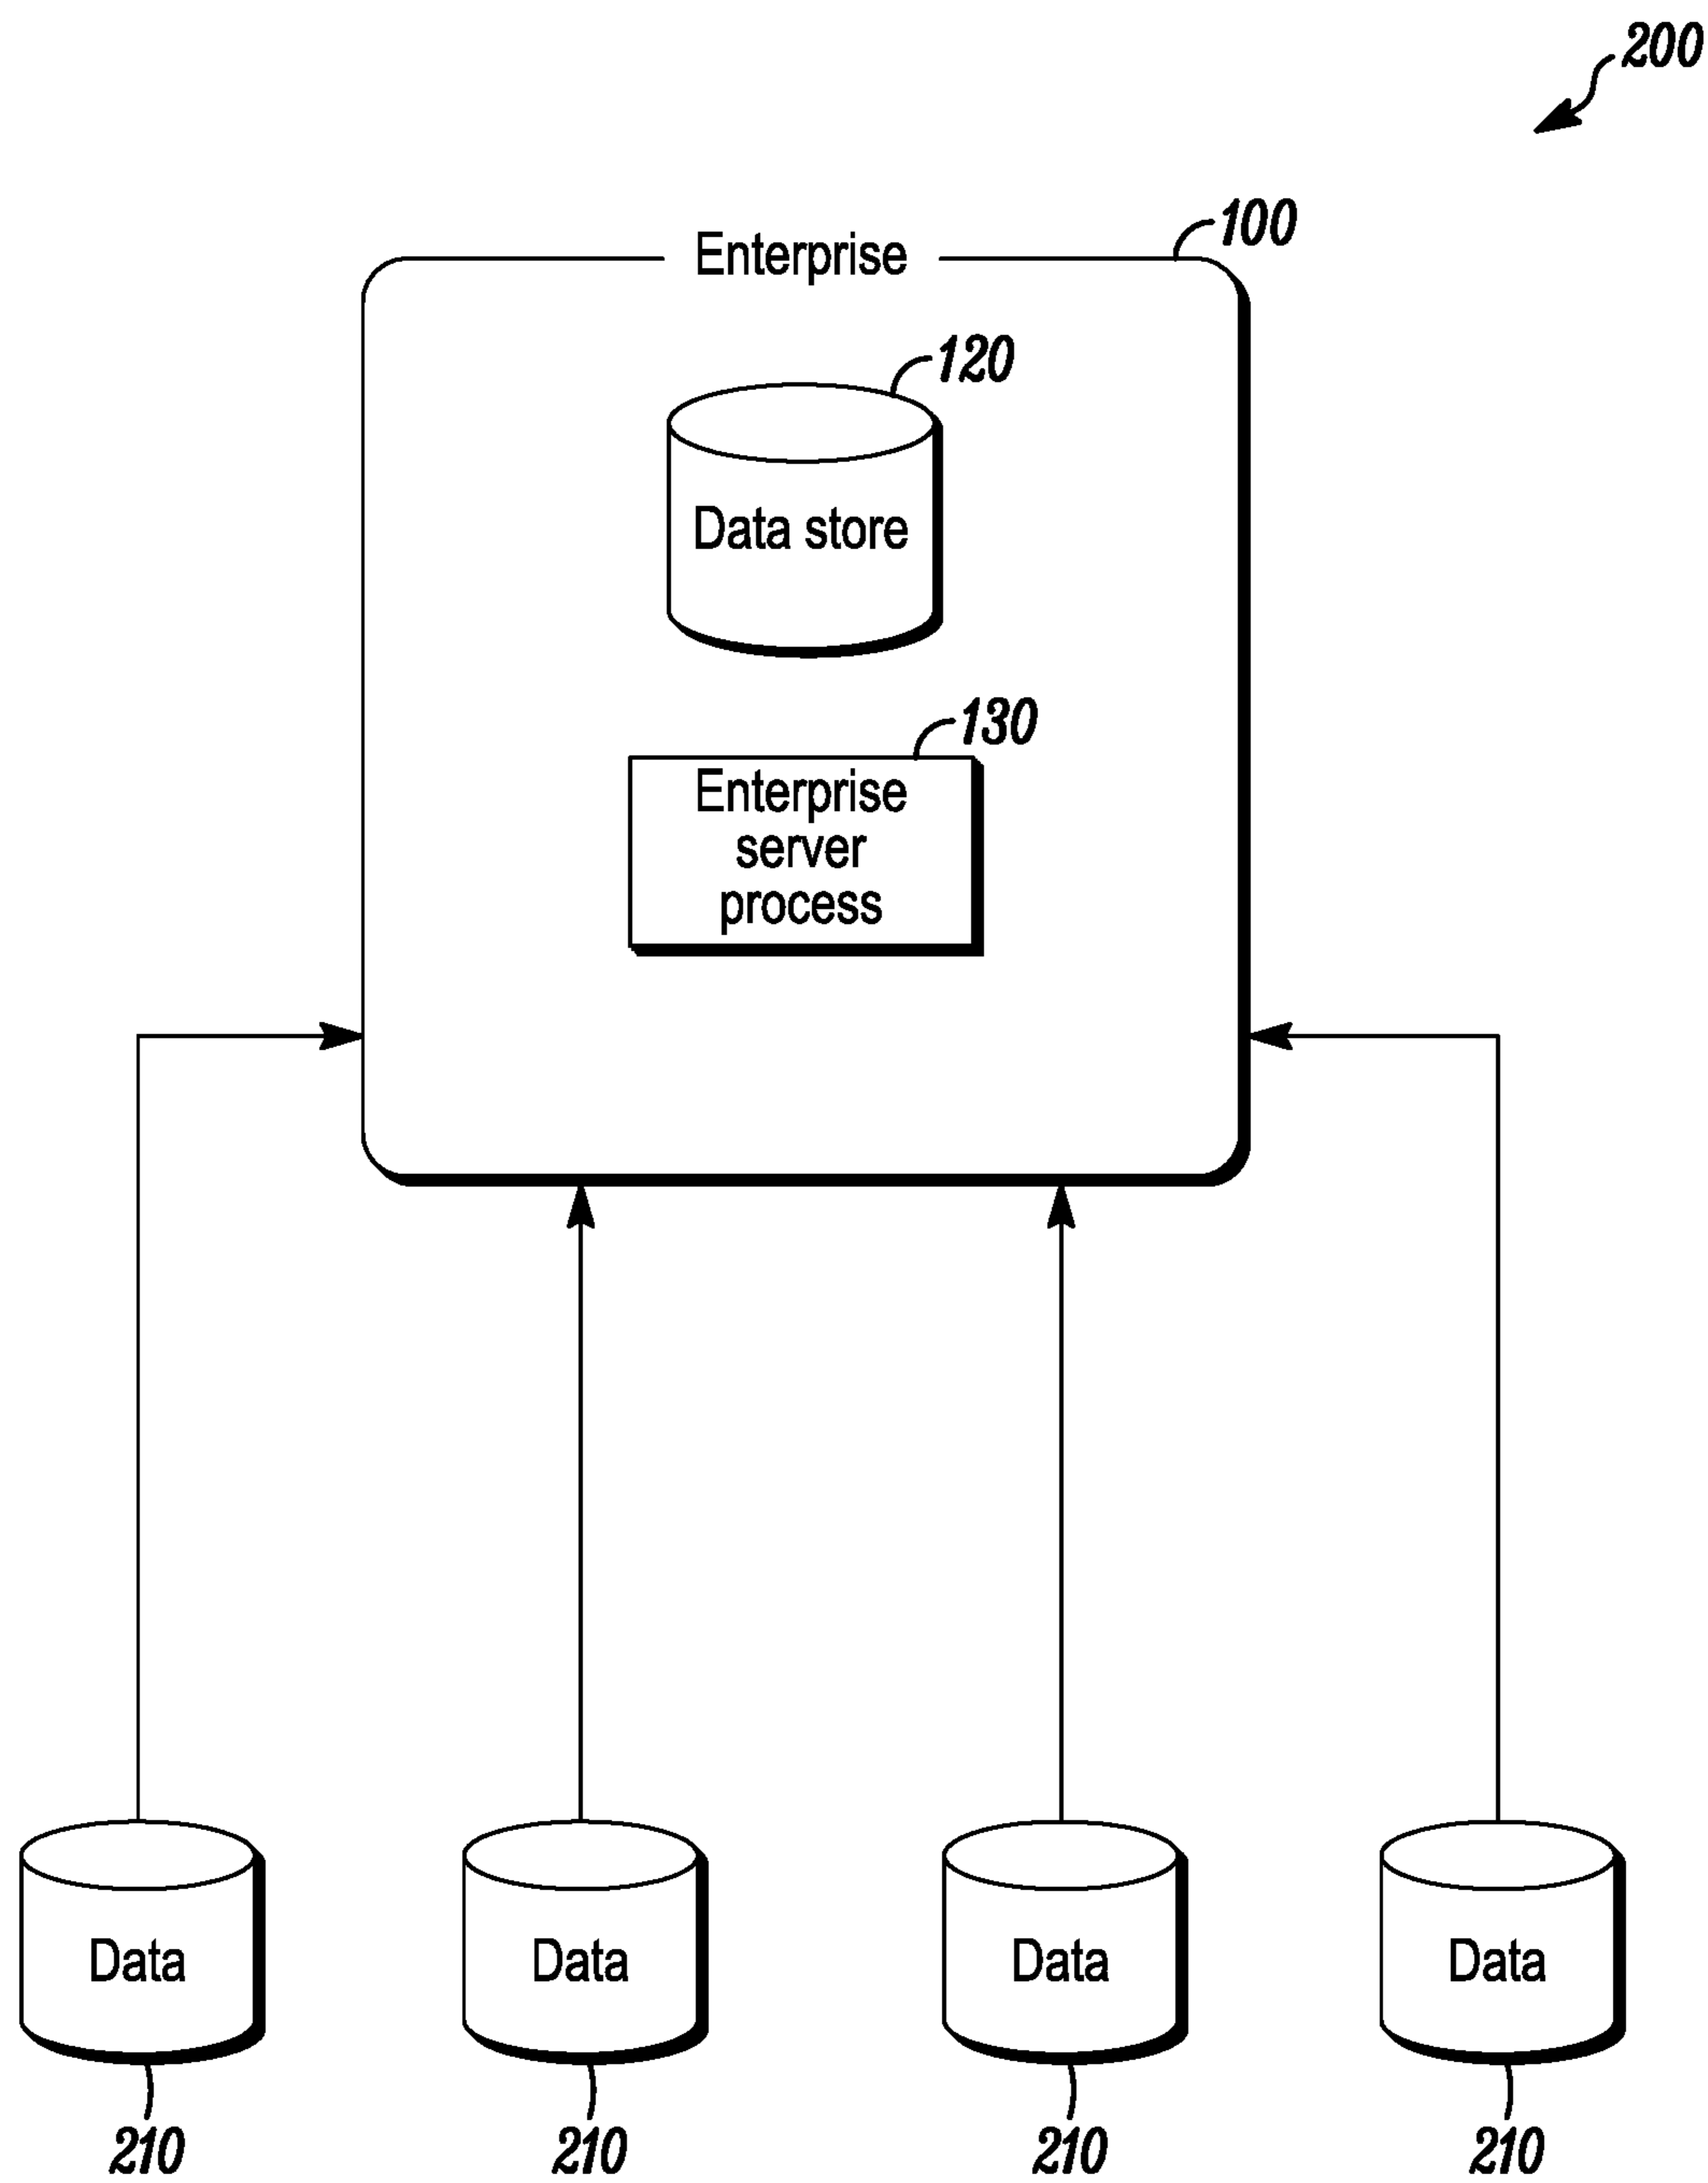 200
100
Enterprise
120
Data store
130
Enterprise
server
process
Data
Data
Data
Data
210
210
210
210